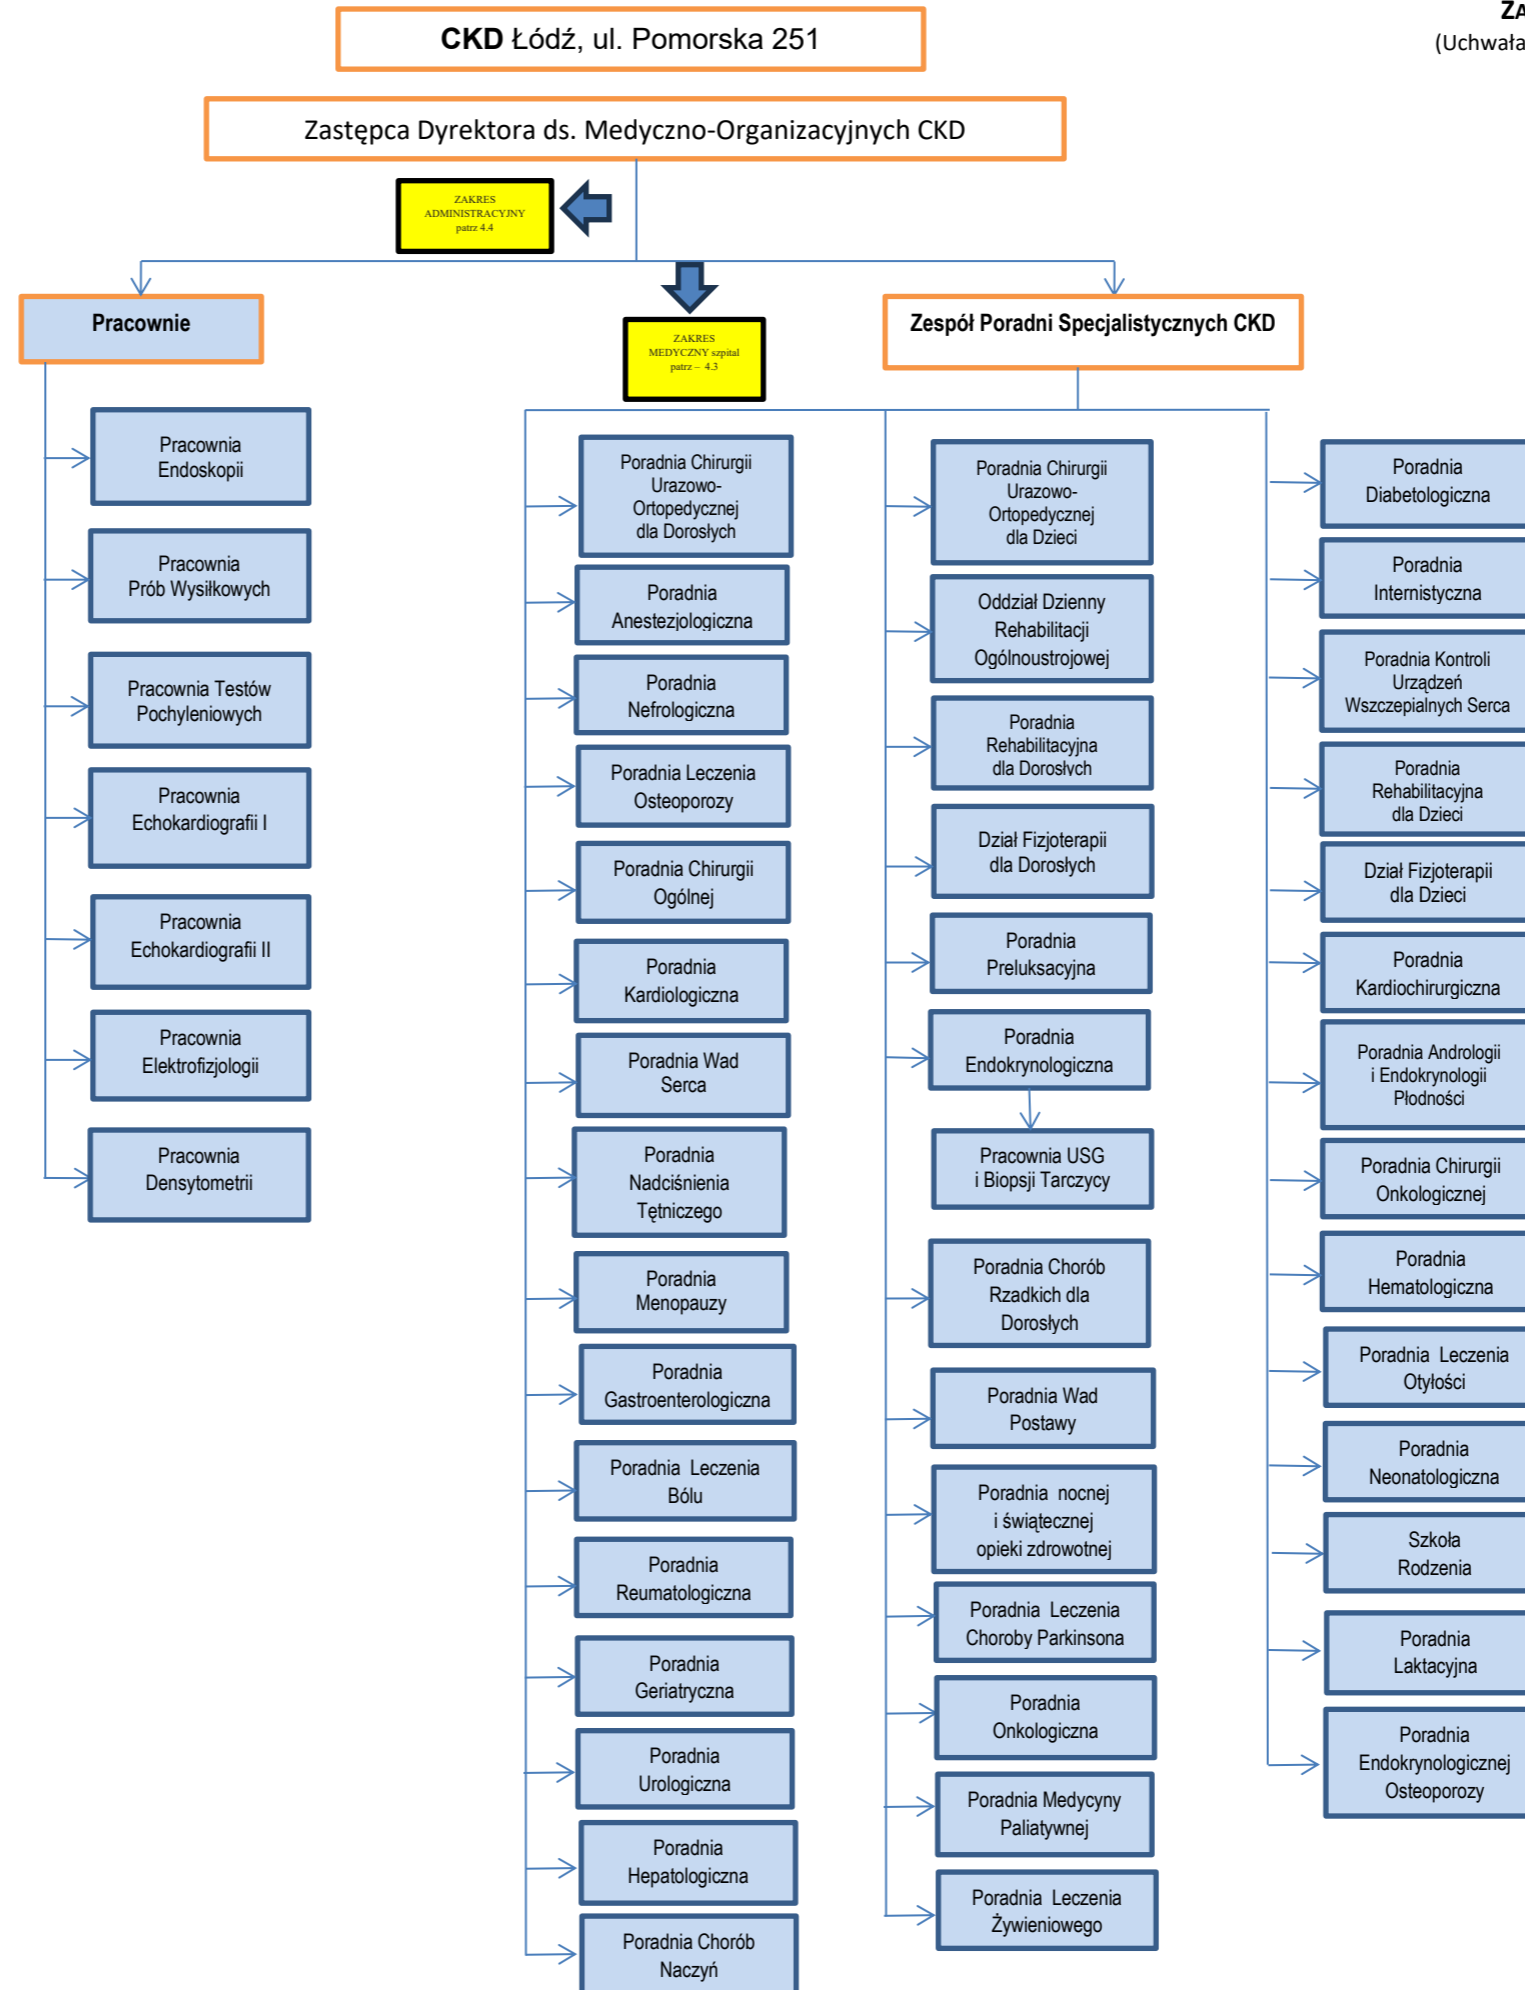 CKD Łódź, ul. Pomorska 251
ZA
(Uchwała
Zastępca Dyrektora ds. Medyczno-Organizacyjnych CKD
ZAKRES
ADMINISTRACYJNY
patrz 4.4
Pracownie
ZAKRES
MEDYCZNY szpital
patrz – 4.3
Zespół Poradni Specjalistycznych CKD
Pracownia
Endoskopii
Pracownia
Prób Wysiłkowych
Pracownia Testów
Pochyleniowych
Pracownia
Echokardiografii I
Pracownia
Echokardiografii II
Pracownia
Elektrofizjologii
Pracownia
Densytometrii
Poradnia Chirurgii
Urazowo-
Ortopedycznej
dla Dorosłych
Poradnia
Anestezjologiczna
Poradnia
Nefrologiczna
Poradnia Leczenia
Osteoporozy
Poradnia Chirurgii
Ogólnej
Poradnia
Kardiologiczna
Poradnia Wad
Serca
Poradnia
Nadciśnienia
Tętniczego
Poradnia
Menopauzy
Poradnia
Gastroenterologiczna
Poradnia Leczenia
Bólu
Poradnia
Reumatologiczna
Poradnia
Geriatryczna
Poradnia
Urologiczna
Poradnia
Hepatologiczna
Poradnia Chorób
Naczyń
Poradnia Chirurgii
Urazowo-
Ortopedycznej
dla Dzieci
Oddział Dzienny
Rehabilitacji
Ogólnoustrojowej
Poradnia
Rehabilitacyjna
dla Dorosłych
Dział Fizjoterapii
dla Dorosłych
Poradnia
Preluksacyjna
Poradnia
Endokrynologiczna
Pracownia USG
i Biopsji Tarczycy
Poradnia Chorób
Rzadkich dla
Dorosłych
Poradnia Wad
Postawy
Poradnia nocnej
i świątecznej
opieki zdrowotnej
Poradnia Leczenia
Choroby Parkinsona
Poradnia
Onkologiczna
Poradnia Medycyny
Paliatywnej
Poradnia Leczenia
Żywieniowego
Poradnia
Diabetologiczna
Poradnia
Internistyczna
Poradnia Kontroli
Urządzeń
Wszczepialnych Serca
Poradnia
Rehabilitacyjna
dla Dzieci
Dział Fizjoterapii
dla Dzieci
Poradnia
Kardiochirurgiczna
Poradnia Andrologii
i Endokrynologii
Płodności
Poradnia Chirurgii
Onkologicznej
Poradnia
Hematologiczna
Poradnia Leczenia
Otyłości
Poradnia
Neonatologiczna
Szkoła
Rodzenia
Poradnia
Laktacyjna
Poradnia
Endokrynologicznej
Osteoporozy